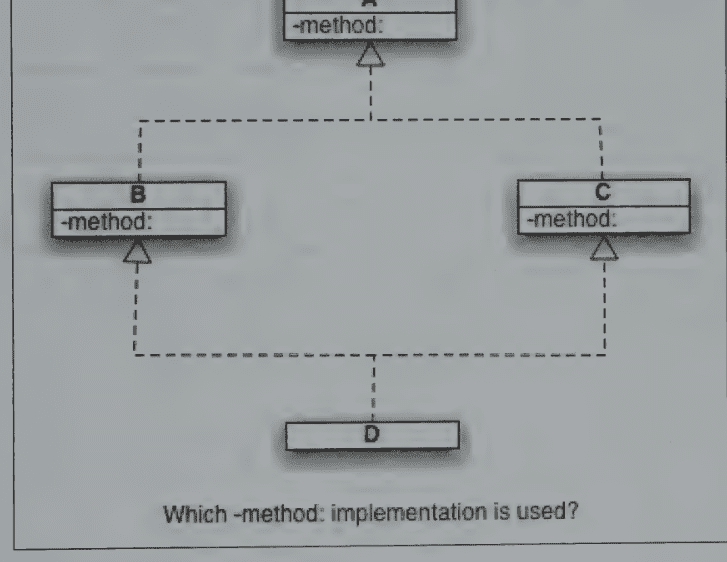 A
-method:
B
C
-method:
-method:
D
Which -method: implementation is used?